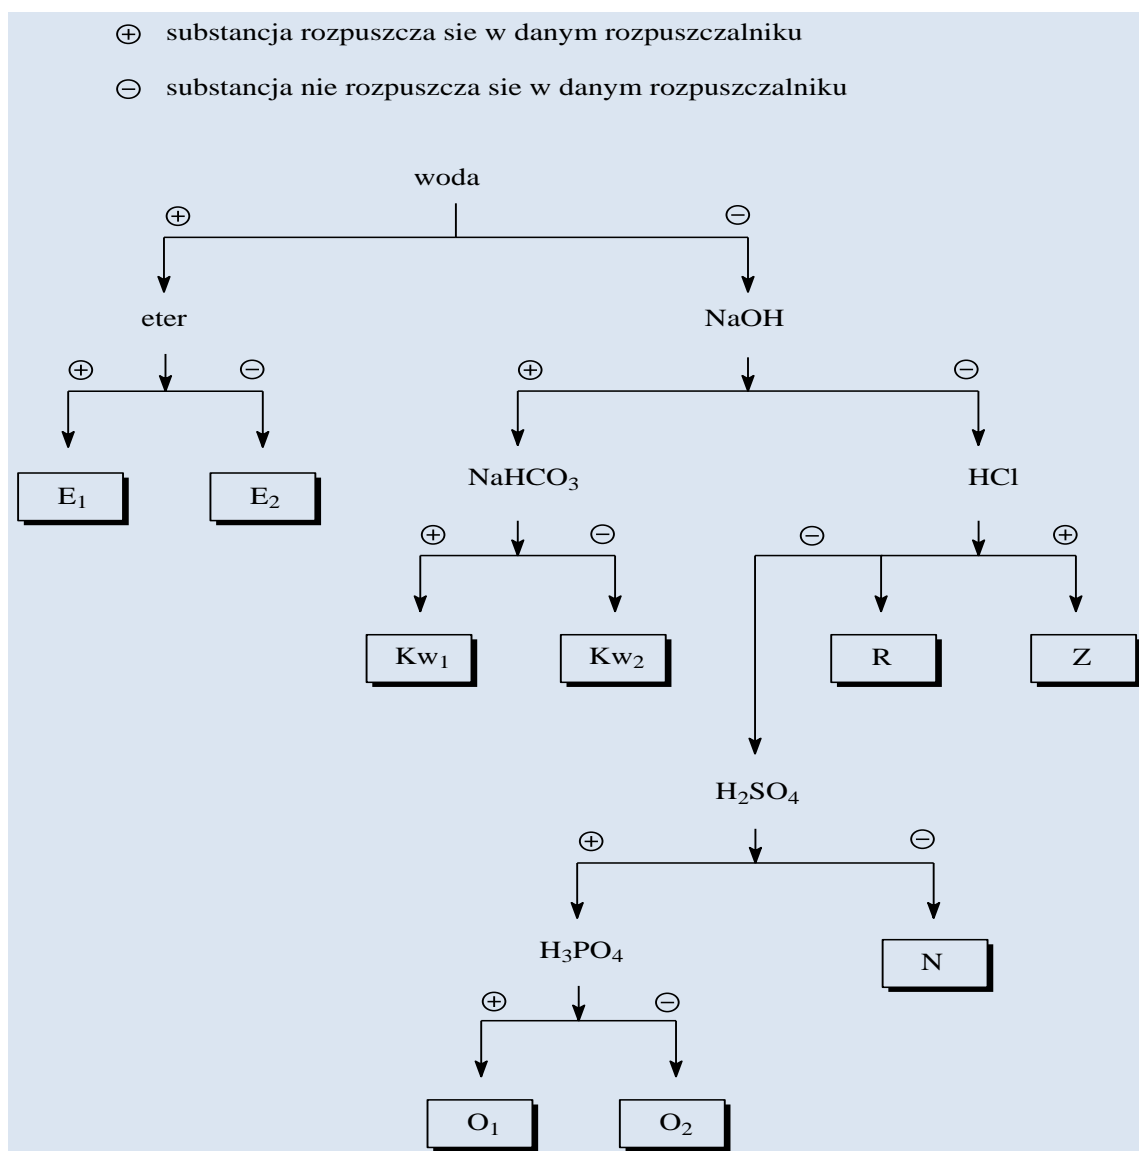 ⊕ substancja rozpuszcza sie w danym rozpuszczalniku
⊖ substancja nie rozpuszcza sie w danym rozpuszczalniku
woda
⊕ ⊖
eter NaOH
⊕ ⊖ ⊕ ⊖
E₁ E₂ NaHCO₃ HCl
⊕ ⊖ ⊖ ⊕
Kw₁ Kw₂ R Z
H₂SO₄
⊕ ⊖
H₃PO₄ N
⊕ ⊖
O₁ O₂